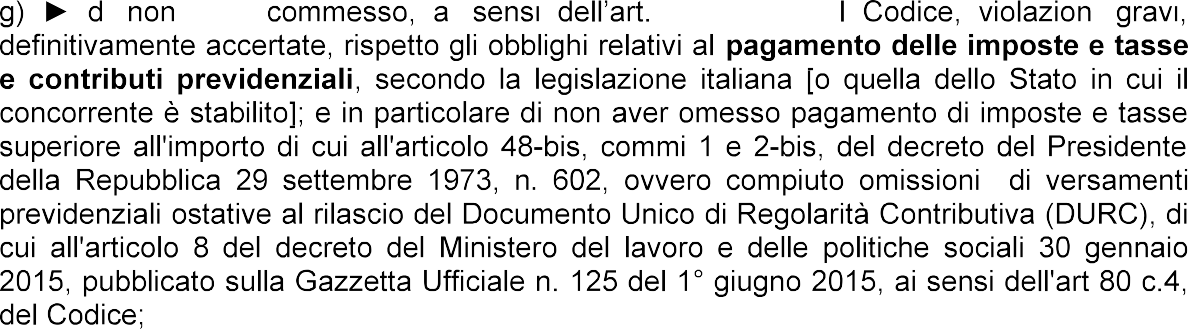 g) ► d non commesso, a sensi dell'art. l Codice, violazion gravi,
definitivamente accertate, rispetto gli obblighi relativi al pagamento delle imposte e tasse
e contributi previdenziali, secondo la legislazione italiana [o quella dello Stato in cui il
concorrente è stabilito]; e in particolare di non aver omesso pagamento di imposte e tasse
superiore all'importo di cui all'articolo 48-bis, commi 1 e 2-bis, del decreto del Presidente
della Repubblica 29 settembre 1973, n. 602, ovvero compiuto omissioni di versamenti
previdenziali ostative al rilascio del Documento Unico di Regolarità Contributiva (DURC), di
cui all'articolo 8 del decreto del Ministero del lavoro e delle politiche sociali 30 gennaio
2015, pubblicato sulla Gazzetta Ufficiale n. 125 del 1° giugno 2015, ai sensi dell'art 80 c.4,
del Codice;